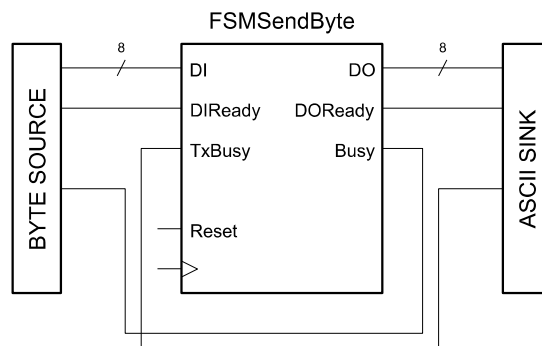 FSMSendByte
8
8
DI
DO
DIReady
DOReady
TxBusy
Busy
Reset
BYTE SOURCE
ASCII SINK